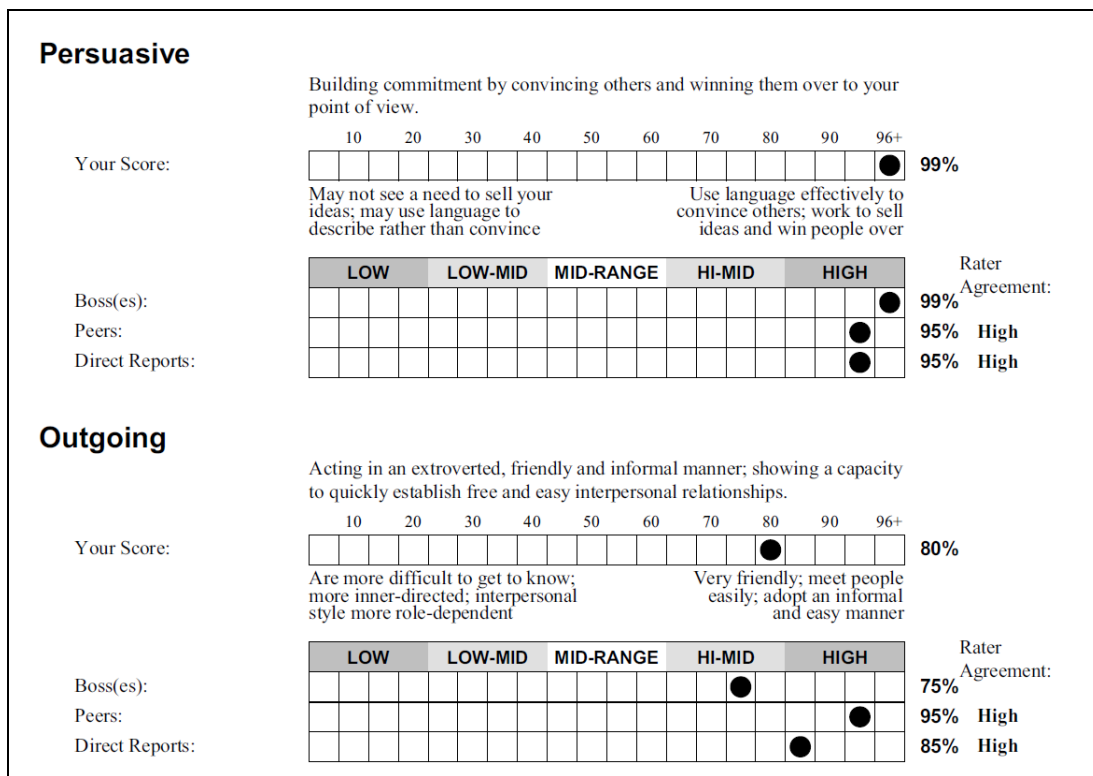 Persuasive
Building commitment by convincing others and winning them over to your
point of view.
10 20 30 40 50 60 70 80 90 96+
Your Score: 99%
May not see a need to sell your
ideas; may use language to
describe rather than convince
Use language effectively to
convince others; work to sell
ideas and win people over
LOW LOW-MID MID-RANGE HI-MID HIGH
Rater
Agreement:
Boss(es): 99%
Peers: 95% High
Direct Reports: 95% High
Outgoing
Acting in an extroverted, friendly and informal manner; showing a capacity
to quickly establish free and easy interpersonal relationships.
10 20 30 40 50 60 70 80 90 96+
Your Score: 80%
Are more difficult to get to know;
more inner-directed; interpersonal
style more role-dependent
Very friendly; meet people
easily; adopt an informal
and easy manner
LOW LOW-MID MID-RANGE HI-MID HIGH
Rater
Agreement:
Boss(es): 75%
Peers: 95% High
Direct Reports: 85% High